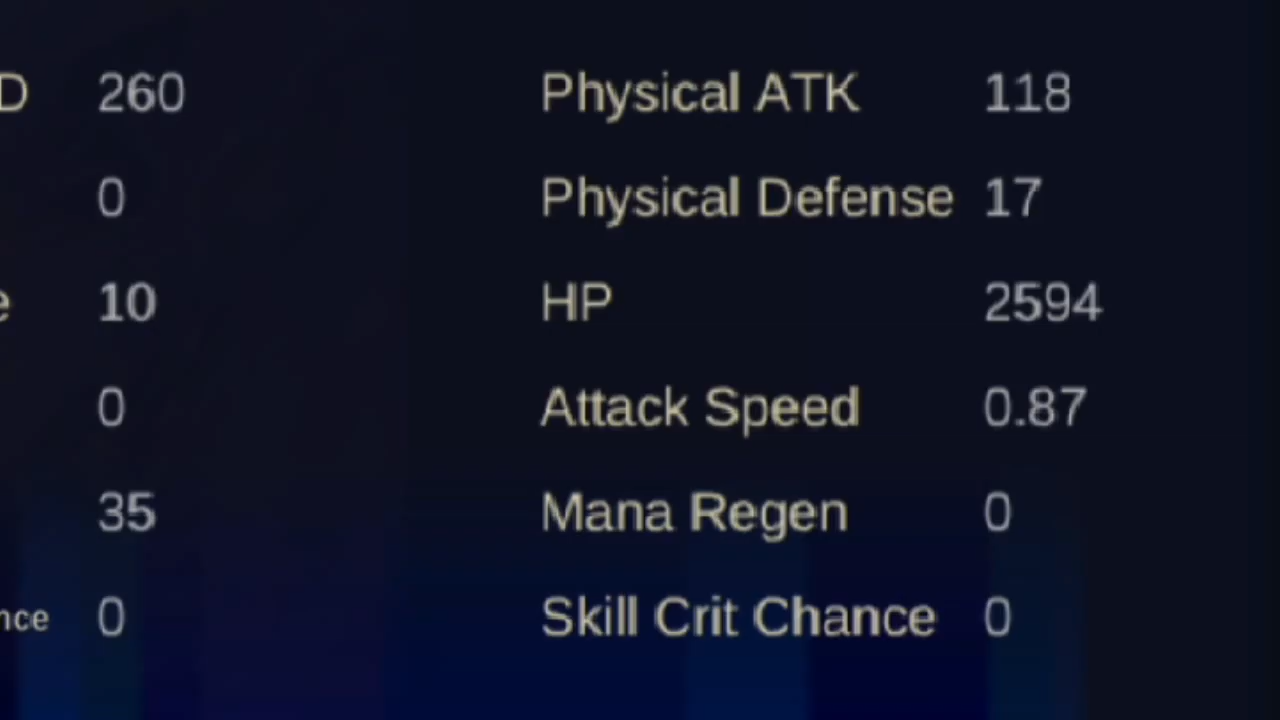 D 260 Physical ATK 118
0 Physical Defense 17
e 10 HP 2594
0 Attack Speed 0.87
35 Mana Regen 0
nce 0 Skill Crit Chance 0